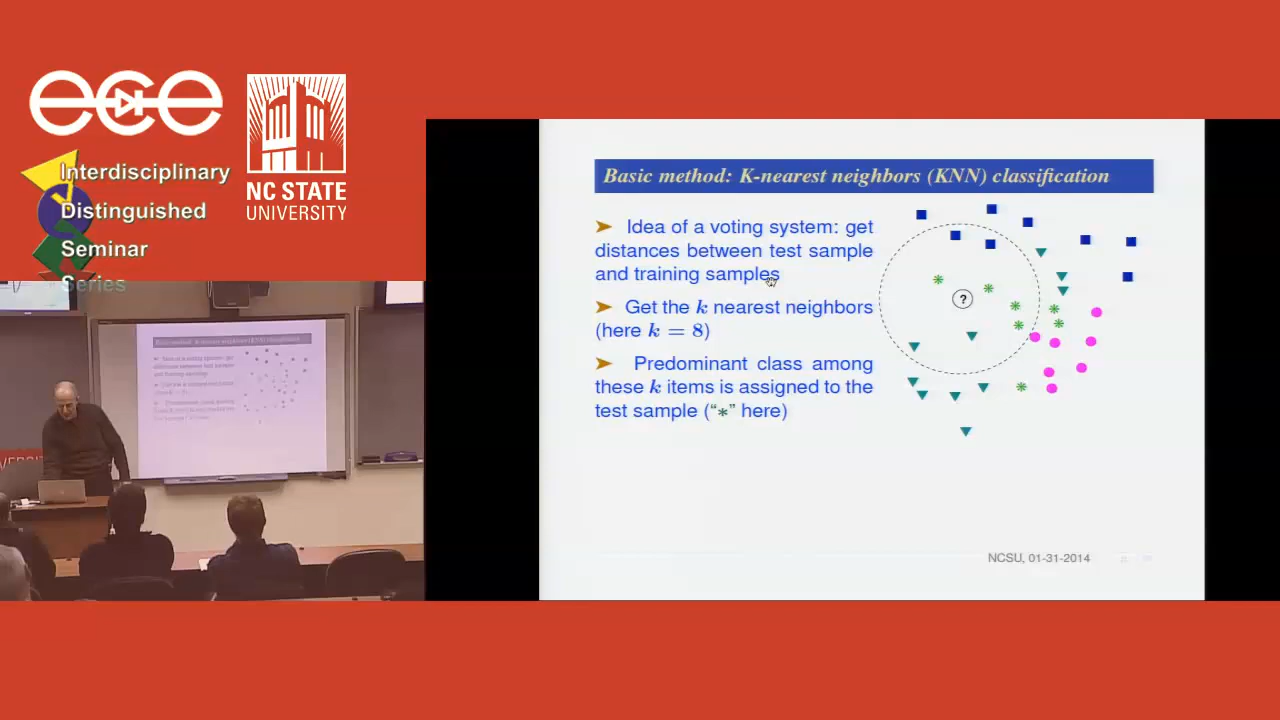 ece
Interdisciplinary
Distinguished
Seminar
Series
NC STATE
UNIVERSITY
Basic method: K-nearest neighbors (KNN) classification
➤ Idea of a voting system: get
distances between test sample
and training samples
➤ Get the k nearest neighbors
(here k = 8)
➤ Predominant class among
these k items is assigned to the
test sample (“*” here)
?
NCSU, 01-31-2014